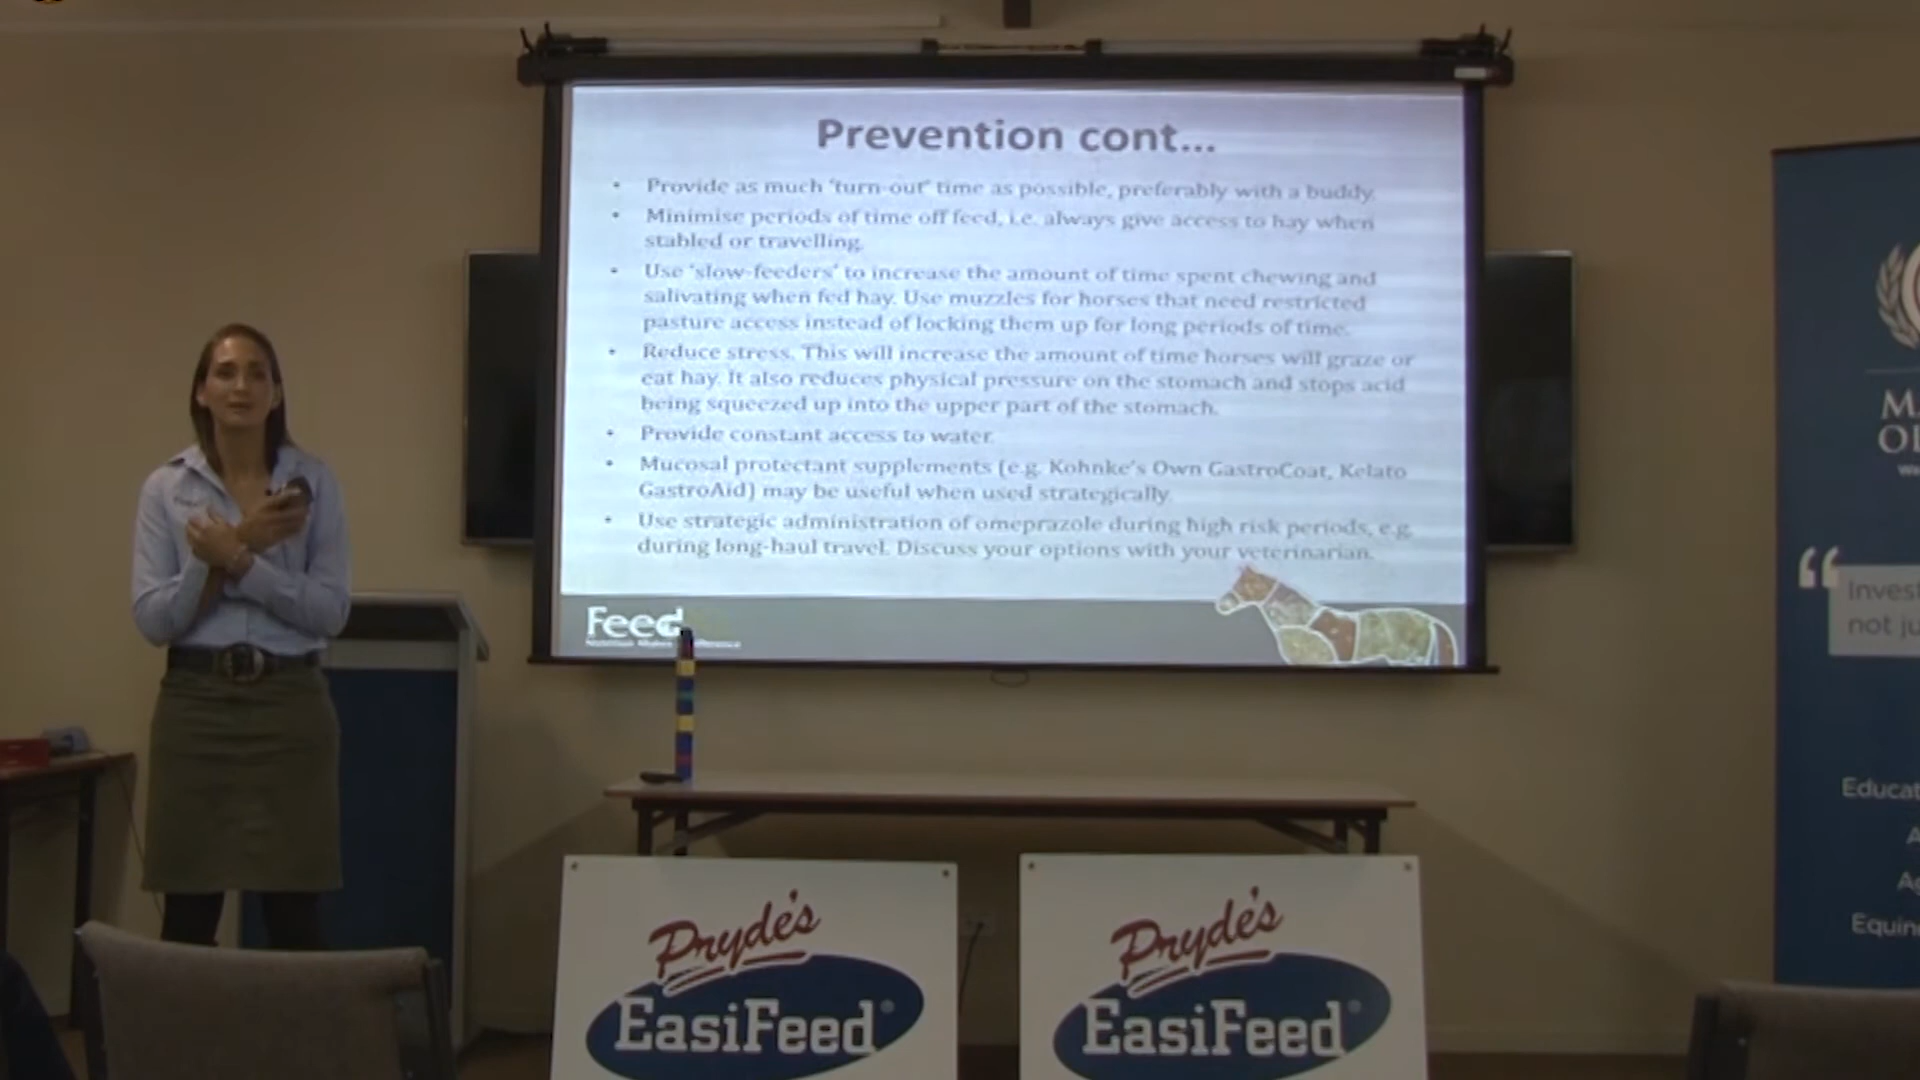 Prevention cont...
• Provide as much 'turn-out' time as possible, preferably with a buddy.
• Minimise periods of time off feed, i.e. always give access to hay when
stabled or travelling.
• Use 'slow-feeders' to increase the amount of time spent chewing and
salivating when fed hay. Use muzzles for horses that need restricted
pasture access instead of locking them up for long periods of time.
• Reduce stress. This will increase the amount of time horses will graze or
eat hay. It also reduces physical pressure on the stomach and stops acid
being squeezed up into the upper part of the stomach.
• Provide constant access to water.
• Mucosal protectant supplements (e.g. Kohnke's Own GastroCoat, Kelato
GastroAid) may be useful when used strategically.
• Use strategic administration of omeprazole during high risk periods, e.g.
during long-haul travel. Discuss your options with your veterinarian.
Feed
Pryde's
EasiFeed®
Pryde's
EasiFeed®
“
Invest
not ju
Educat
Equin